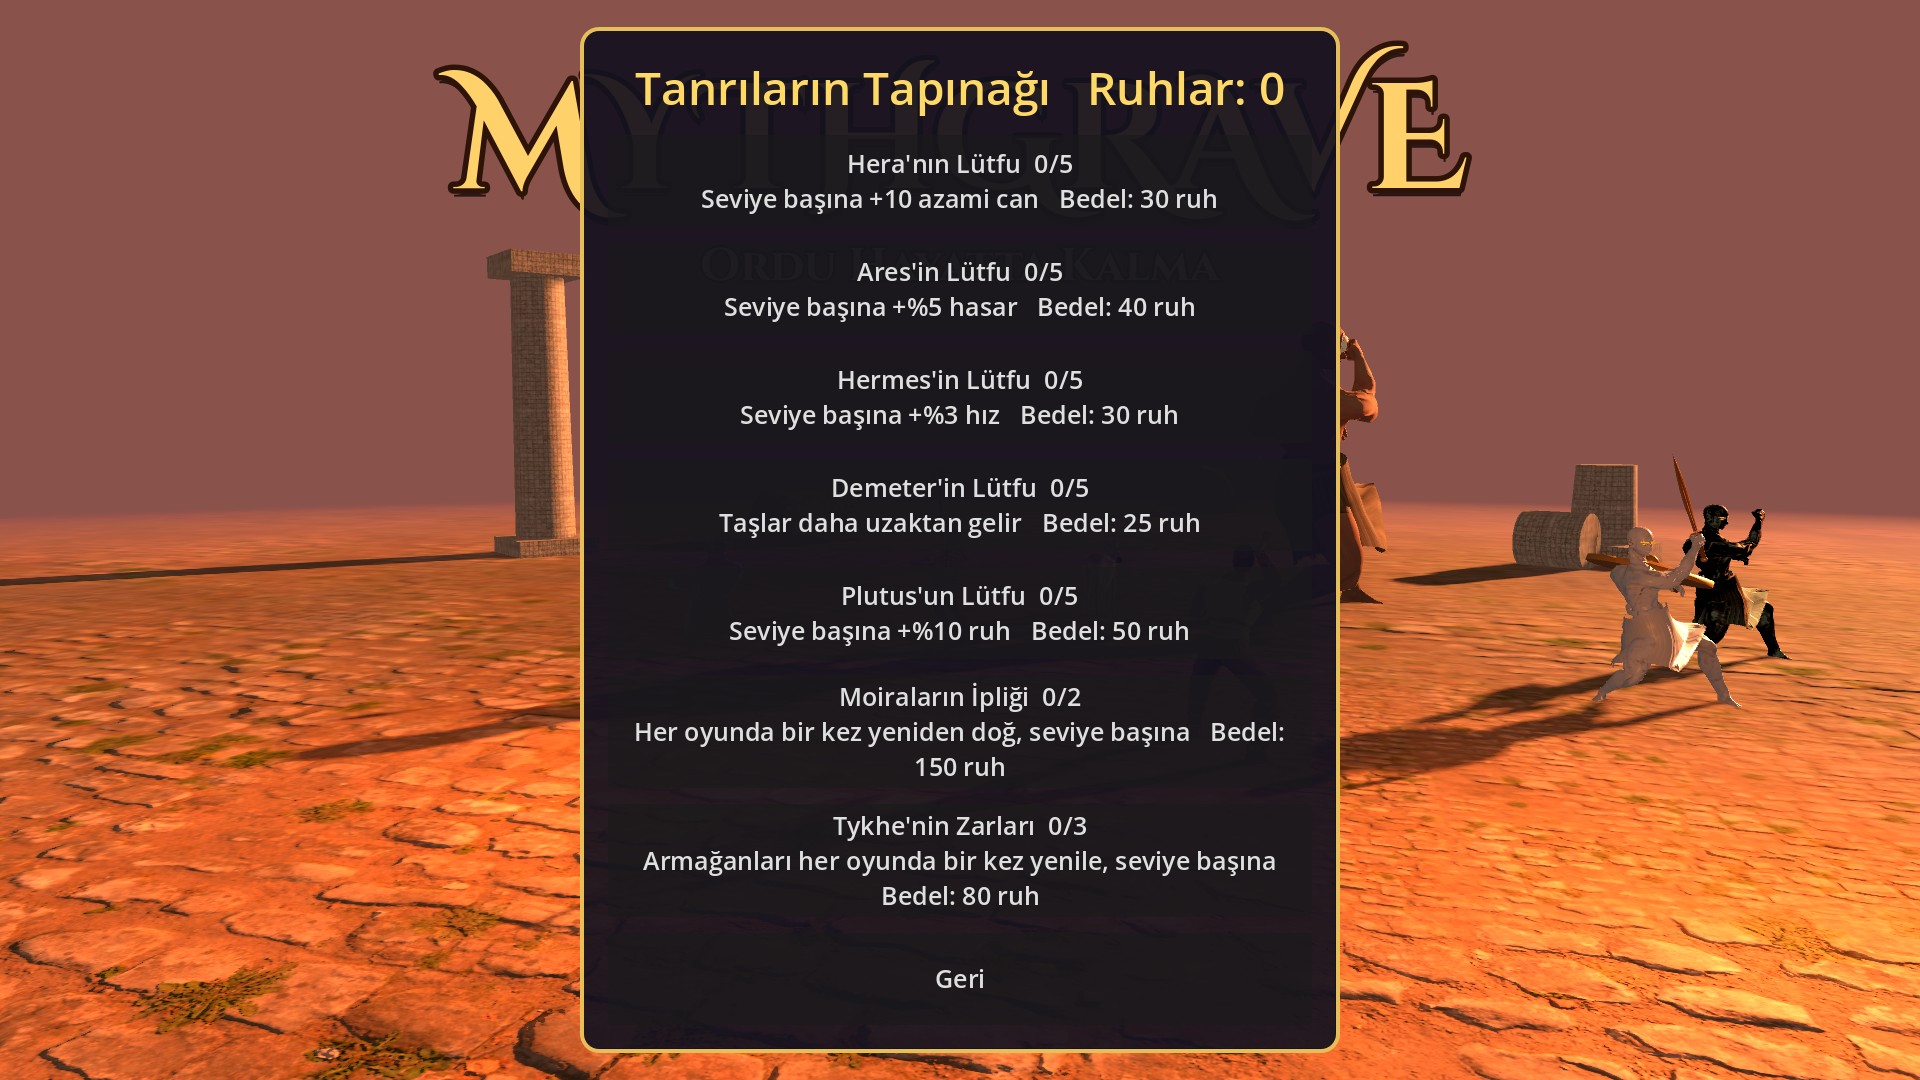 MYTHGRAVE
Ordu Hayatta Kalma
Tanrıların Tapınağı Ruhlar: 0
Hera'nın Lütfu 0/5
Seviye başına +10 azami can Bedel: 30 ruh
Ares'in Lütfu 0/5
Seviye başına +%5 hasar Bedel: 40 ruh
Hermes'in Lütfu 0/5
Seviye başına +%3 hız Bedel: 30 ruh
Demeter'in Lütfu 0/5
Taşlar daha uzaktan gelir Bedel: 25 ruh
Plutus'un Lütfu 0/5
Seviye başına +%10 ruh Bedel: 50 ruh
Moiraların İpliği 0/2
Her oyunda bir kez yeniden doğ, seviye başına Bedel:
150 ruh
Tykhe'nin Zarları 0/3
Armağanları her oyunda bir kez yenile, seviye başına
Bedel: 80 ruh
Geri